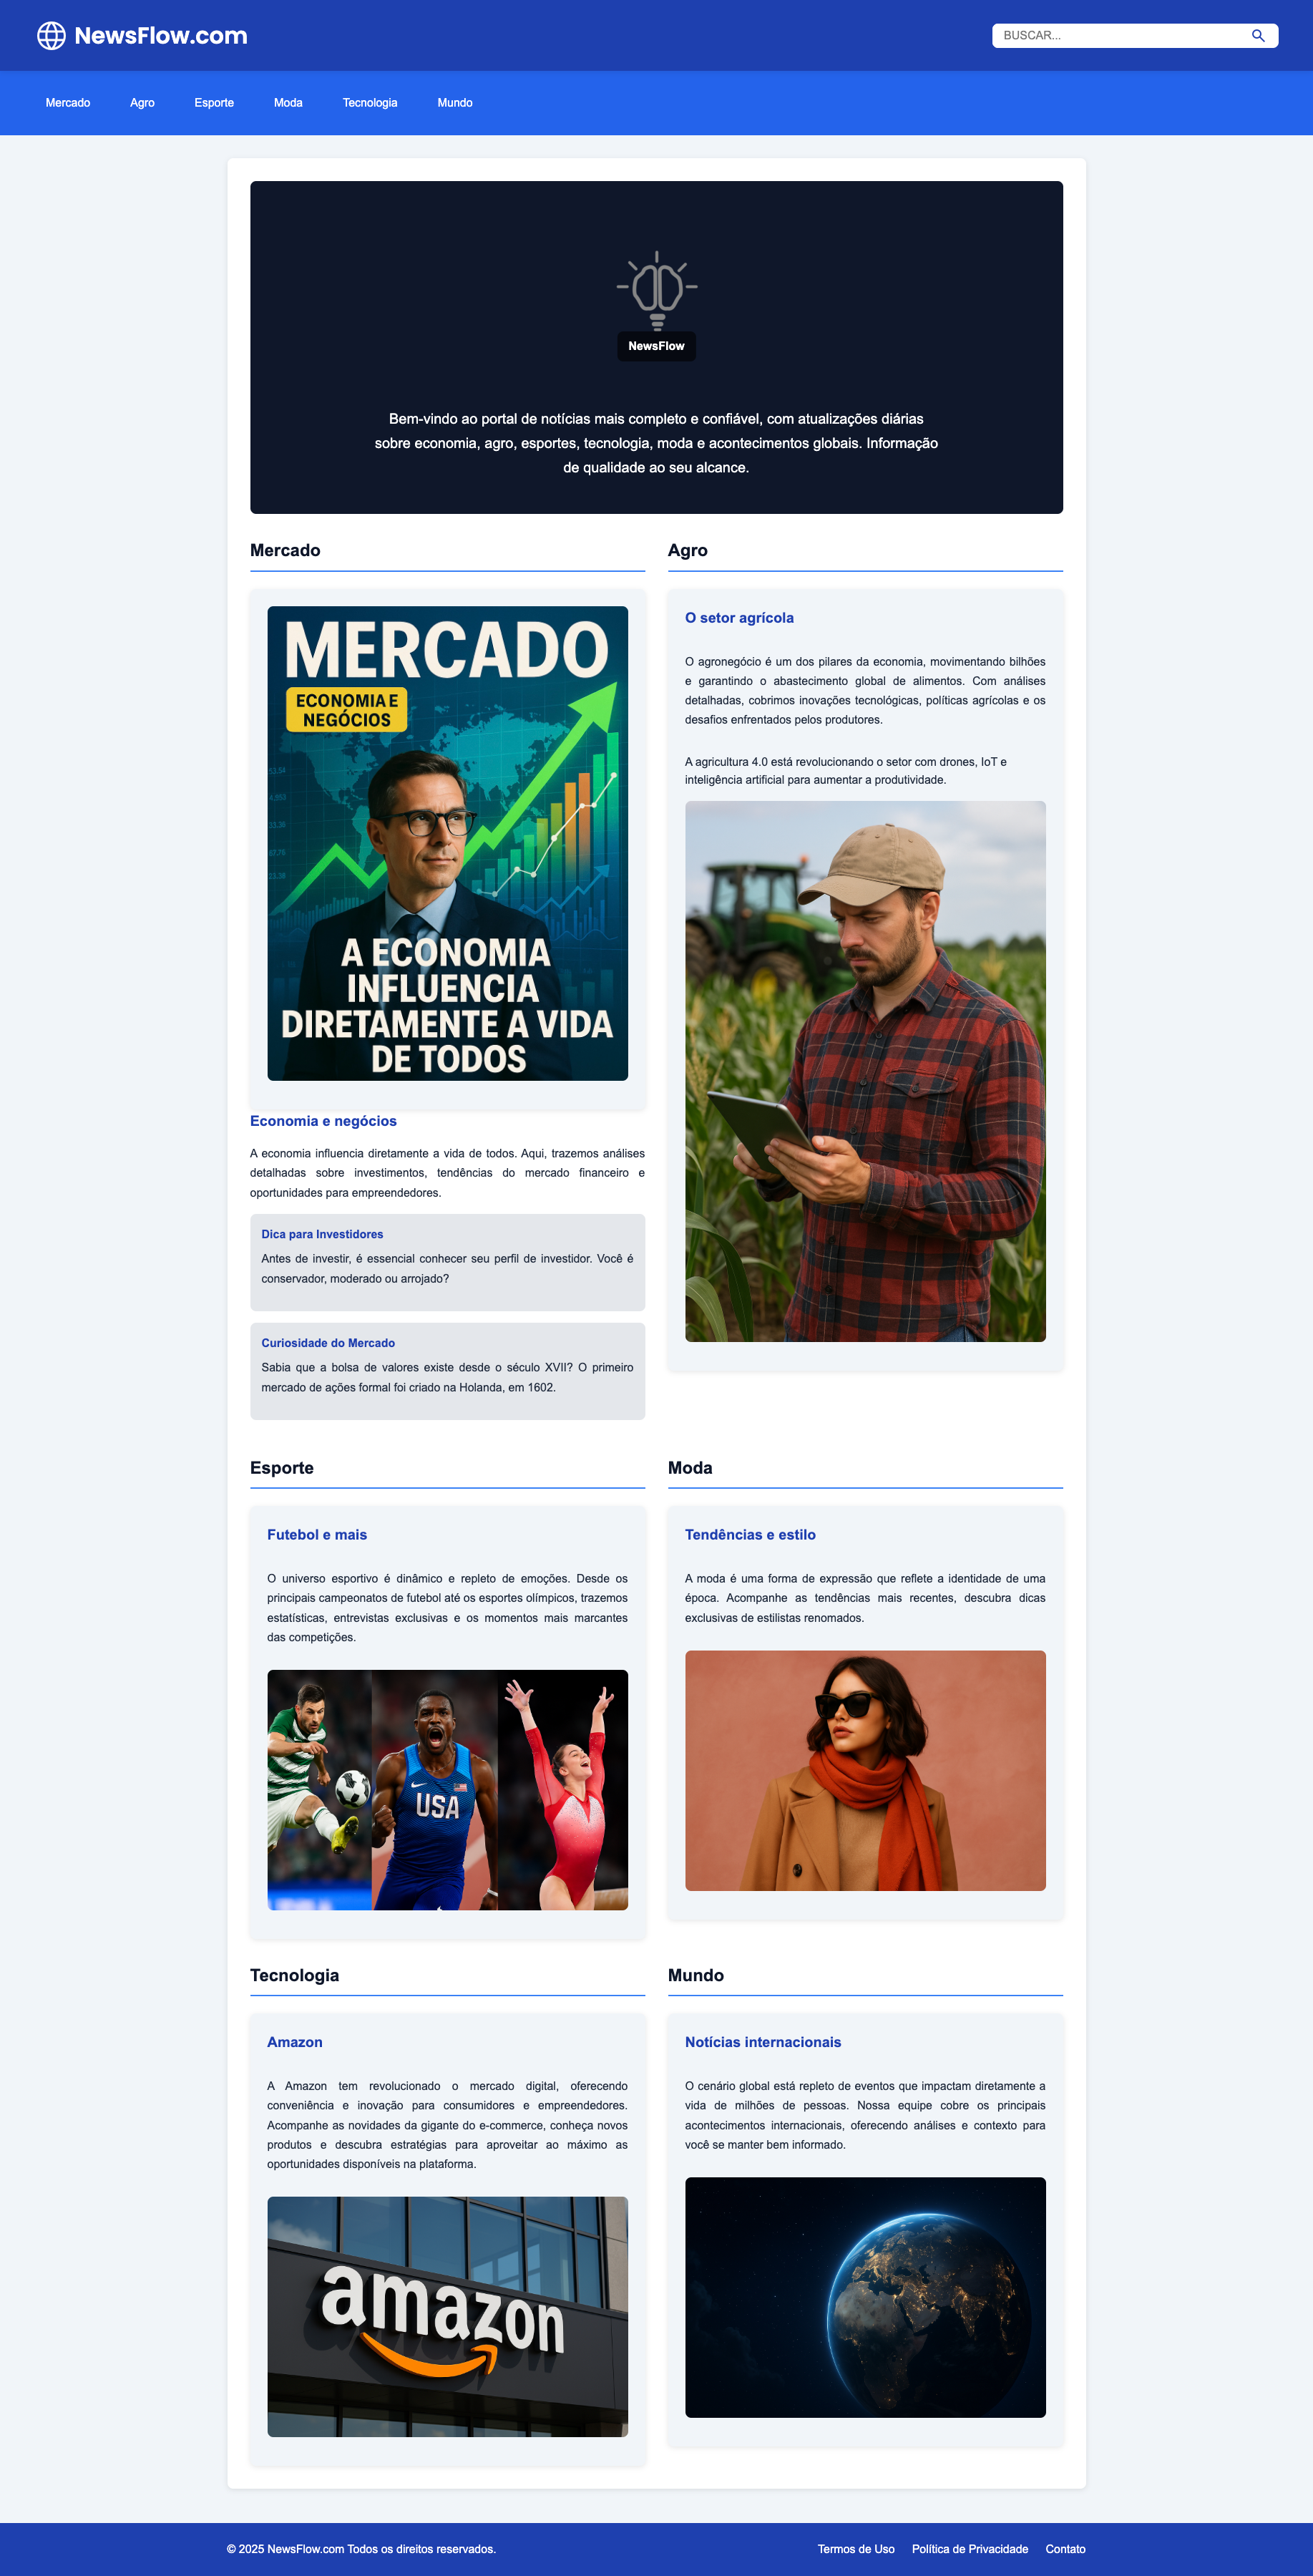 NewsFlow.com
BUSCAR...
Mercado
Agro
Esporte
Moda
Tecnologia
Mundo
NewsFlow
Bem-vindo ao portal de notícias mais completo e confiável, com atualizações diárias
sobre economia, agro, esportes, tecnologia, moda e acontecimentos globais. Informação
de qualidade ao seu alcance.
Mercado
MERCADO
ECONOMIA E
NEGÓCIOS
A ECONOMIA
INFLUENCIA
DIRETAMENTE A VIDA
DE TODOS
Economia e negócios
A economia influencia diretamente a vida de todos. Aqui, trazemos análises
detalhadas sobre investimentos, tendências do mercado financeiro e
oportunidades para empreendedores.
Dica para Investidores
Antes de investir, é essencial conhecer seu perfil de investidor. Você é
conservador, moderado ou arrojado?
Curiosidade do Mercado
Sabia que a bolsa de valores existe desde o século XVII? O primeiro
mercado de ações formal foi criado na Holanda, em 1602.
Agro
O setor agrícola
O agronegócio é um dos pilares da economia, movimentando bilhões
e garantindo o abastecimento global de alimentos. Com análises
detalhadas, cobrimos inovações tecnológicas, políticas agrícolas e os
desafios enfrentados pelos produtores.
A agricultura 4.0 está revolucionando o setor com drones, IoT e
inteligência artificial para aumentar a produtividade.
Esporte
Futebol e mais
O universo esportivo é dinâmico e repleto de emoções. Desde os
principais campeonatos de futebol até os esportes olímpicos, trazemos
estatísticas, entrevistas exclusivas e os momentos mais marcantes
das competições.
USA
Moda
Tendências e estilo
A moda é uma forma de expressão que reflete a identidade de uma
época. Acompanhe as tendências mais recentes, descubra dicas
exclusivas de estilistas renomados.
Tecnologia
Amazon
A Amazon tem revolucionado o mercado digital, oferecendo
conveniência e inovação para consumidores e empreendedores.
Acompanhe as novidades da gigante do e-commerce, conheça novos
produtos e descubra estratégias para aproveitar ao máximo as
oportunidades disponíveis na plataforma.
amazon
Mundo
Notícias internacionais
O cenário global está repleto de eventos que impactam diretamente a
vida de milhões de pessoas. Nossa equipe cobre os principais
acontecimentos internacionais, oferecendo análises e contexto para
você se manter bem informado.
© 2025 NewsFlow.com Todos os direitos reservados.
Termos de Uso
Política de Privacidade
Contato